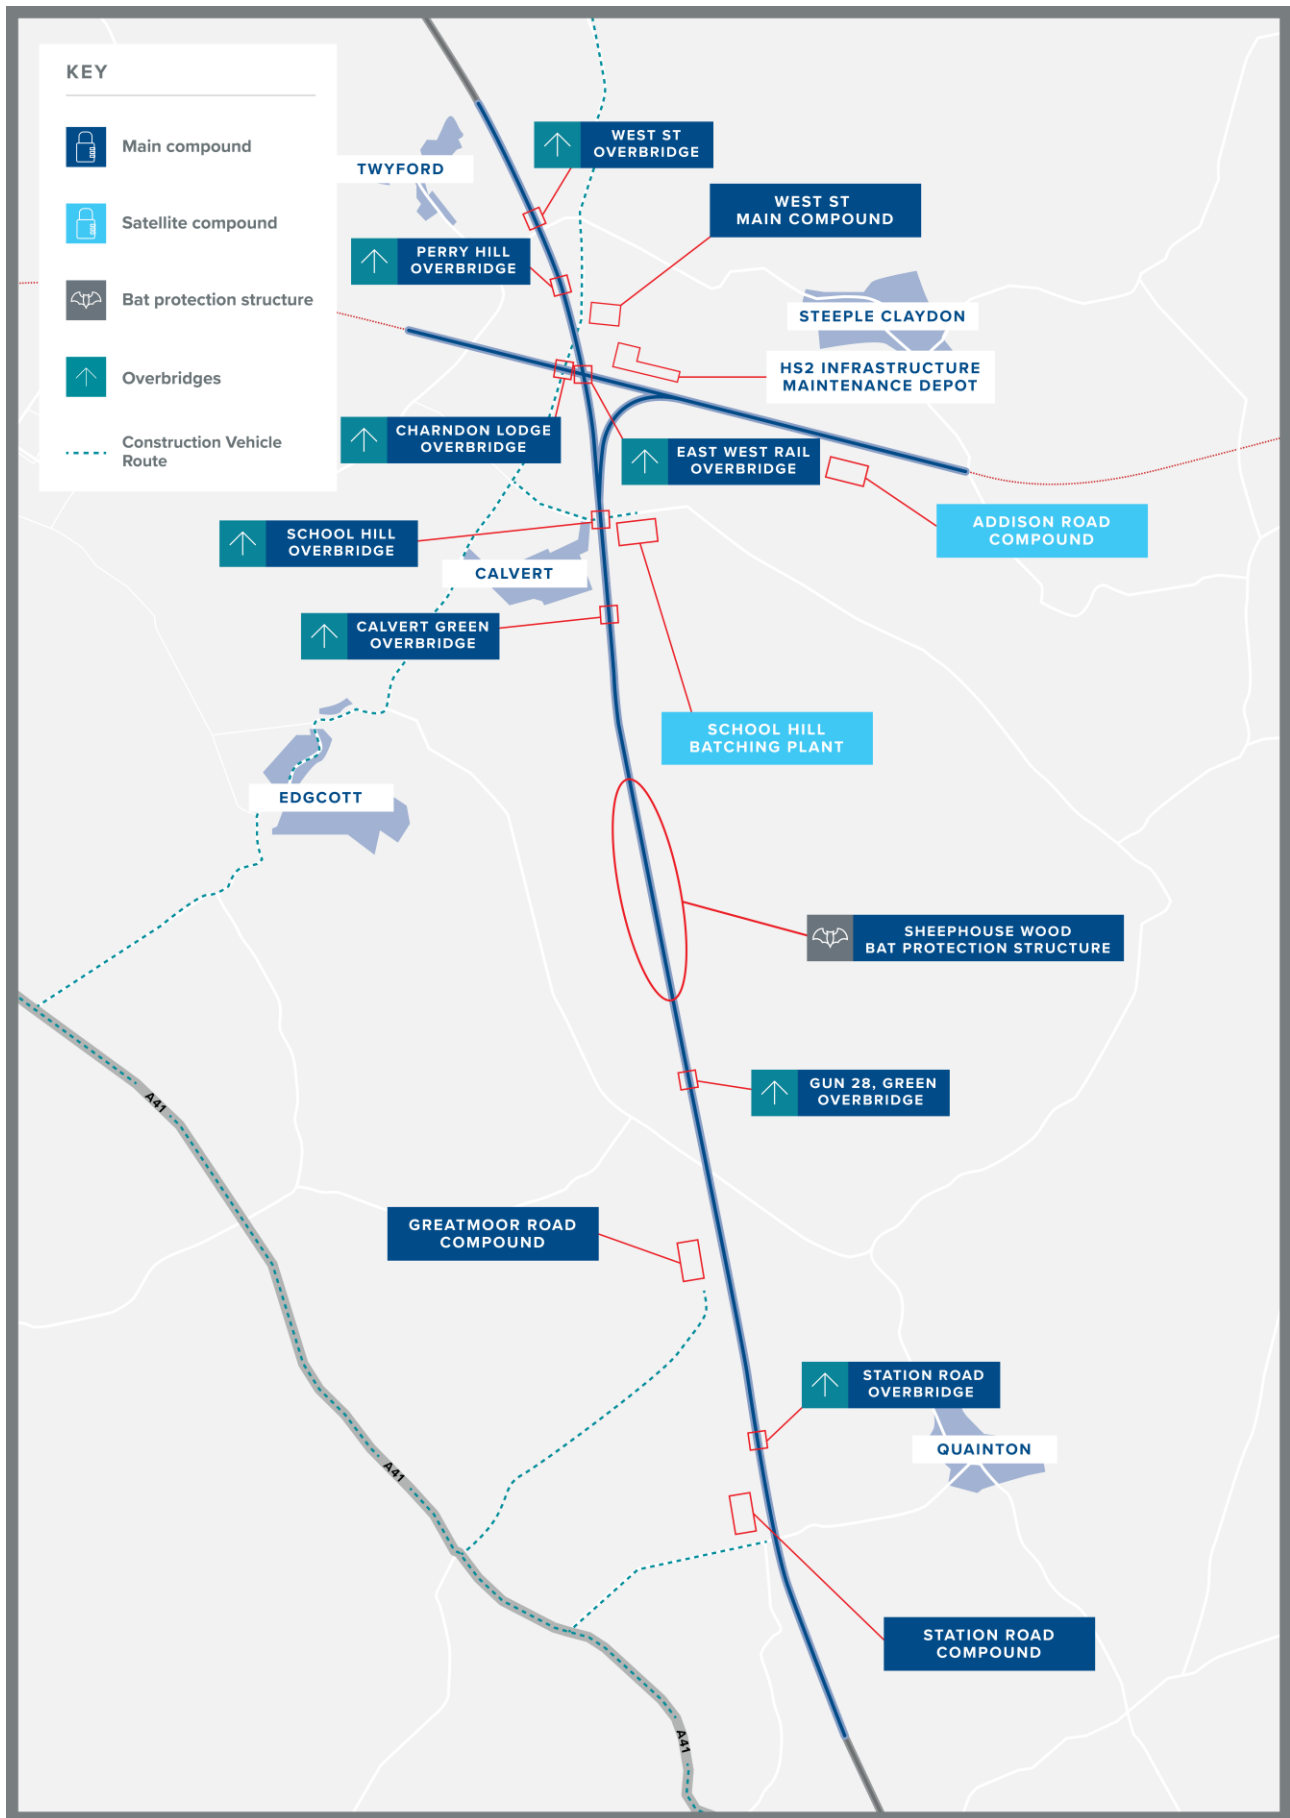 KEY
Main compound
Satellite compound
Bat protection structure
Overbridges
Construction Vehicle
Route
TWYFORD
WEST ST
OVERBRIDGE
WEST ST
MAIN COMPOUND
PERRY HILL
OVERBRIDGE
STEEPLE CLAYDON
HS2 INFRASTRUCTURE
MAINTENANCE DEPOT
CHARNDON LODGE
OVERBRIDGE
EAST WEST RAIL
OVERBRIDGE
ADDISON ROAD
COMPOUND
SCHOOL HILL
OVERBRIDGE
CALVERT
CALVERT GREEN
OVERBRIDGE
SCHOOL HILL
BATCHING PLANT
EDGCOTT
SHEEPHOUSE WOOD
BAT PROTECTION STRUCTURE
GUN 28, GREEN
OVERBRIDGE
A41
GREATMOOR ROAD
COMPOUND
STATION ROAD
OVERBRIDGE
QUAINTON
A41
STATION ROAD
COMPOUND
A41